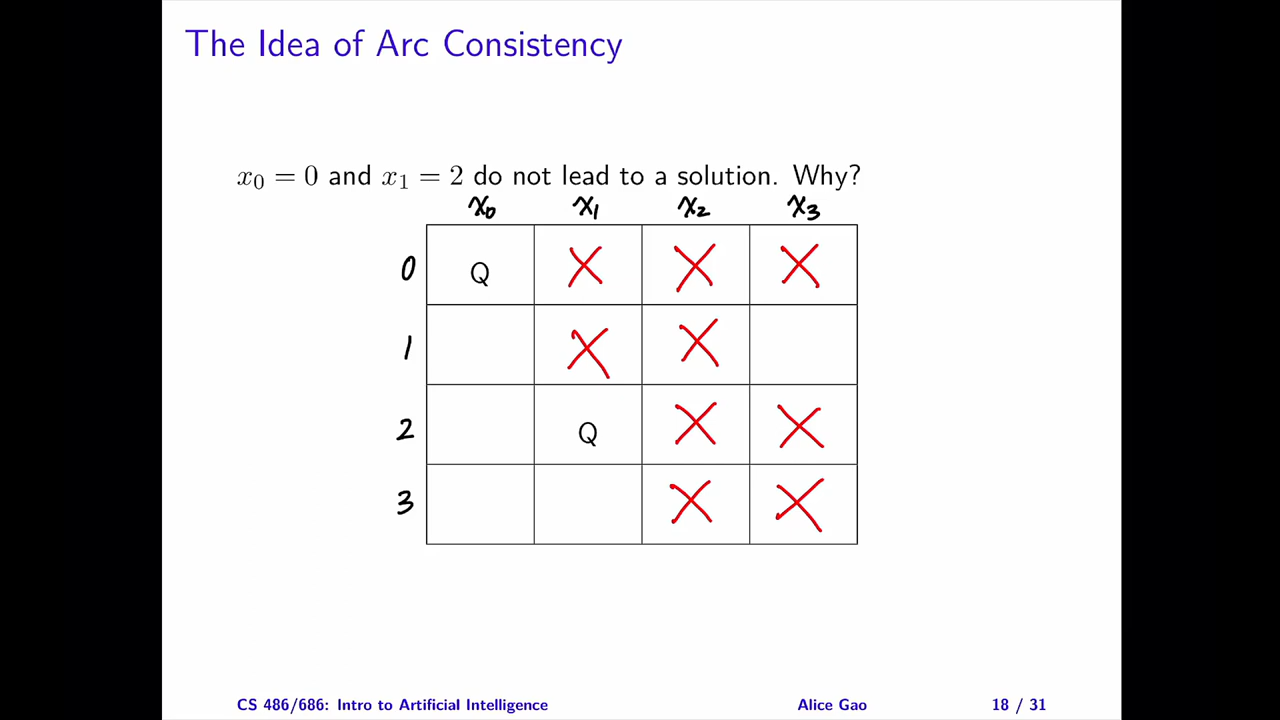 The Idea of Arc Consistency
x₀ = 0 and x₁ = 2 do not lead to a solution. Why?
x₀ x₁ x₂ x₃
0 Q X X X
1 X X
2 Q X X
3 X X
CS 486/686: Intro to Artificial Intelligence Alice Gao 18 / 31